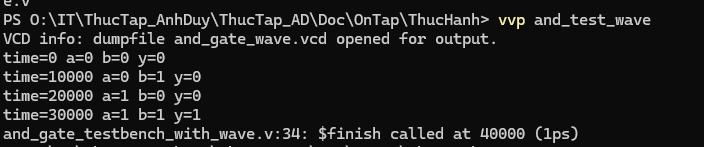 e.v
PS O:\IT\ThucTap_AnhDuy\ThucTap_AD\Doc\OnTap\ThucHanh> vvp and_test_wave
VCD info: dumpfile and_gate_wave.vcd opened for output.
time=0 a=0 b=0 y=0
time=10000 a=0 b=1 y=0
time=20000 a=1 b=0 y=0
time=30000 a=1 b=1 y=1
and_gate_testbench_with_wave.v:34: $finish called at 40000 (1ps)